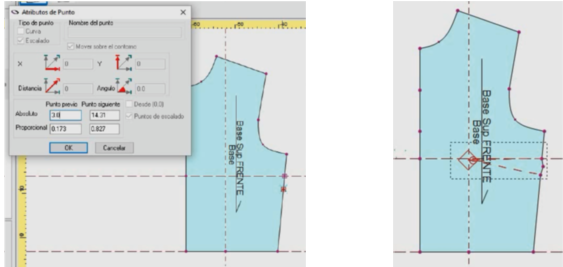 Atributos de Punto
Tipo de punto
Nombre del punto
Curva
Escalado
Mover sobre el contorno
X 0 Y 0
Distancia 0 Angulo 0.0
Punto previo Punto siguiente Desde (0,0)
Absoluto 3.0 14.31 Puntos de escalado
Proporcional 0.173 0.827
OK Cancelar
Base Sup FRENTE
Base
Base Sup FRENTE
Base